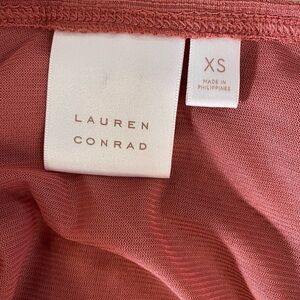 LAUREN
CONRAD
XS
MADE IN
PHILIPPINES